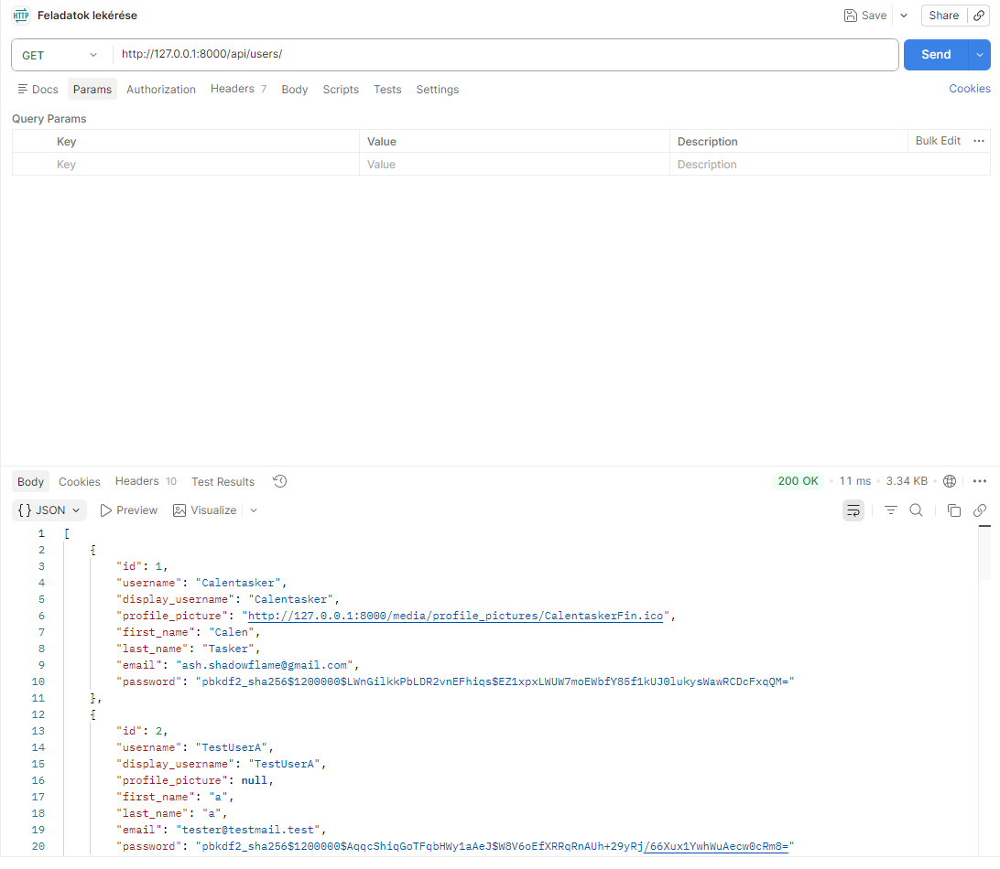 HTTP Feladatok lekérése Save Share
GET http://127.0.0.1:8000/api/users/ Send
Docs Params Authorization Headers 7 Body Scripts Tests Settings Cookies
Query Params
Key Value Description Bulk Edit ...
Key Value Description
Body Cookies Headers 10 Test Results 200 OK • 11 ms • 3.34 KB • ...
{} JSON Preview Visualize
1 [
2 {
3 "id": 1,
4 "username": "Calentasker",
5 "display_username": "Calentasker",
6 "profile_picture": "http://127.0.0.1:8000/media/profile_pictures/CalentaskerFin.ico",
7 "first_name": "Calen",
8 "last_name": "Tasker",
9 "email": "ash.shadowflame@gmail.com",
10 "password": "pbkdf2_sha256$1200000$LWnGilkkPbLDR2vnEFhiqs$EZ1xpxLWUW7moEWbfY85f1kUJ0lukysWawRCDcFxqQM="
11 },
12 {
13 "id": 2,
14 "username": "TestUserA",
15 "display_username": "TestUserA",
16 "profile_picture": null,
17 "first_name": "a",
18 "last_name": "a",
19 "email": "tester@testmail.test",
20 "password": "pbkdf2_sha256$1200000$AqqcShiqGoTFqbHWy1aAeJ$W8V6oEfXRRqRnAUh+29yRj/66Xux1YwhWuAecw0cRm8="